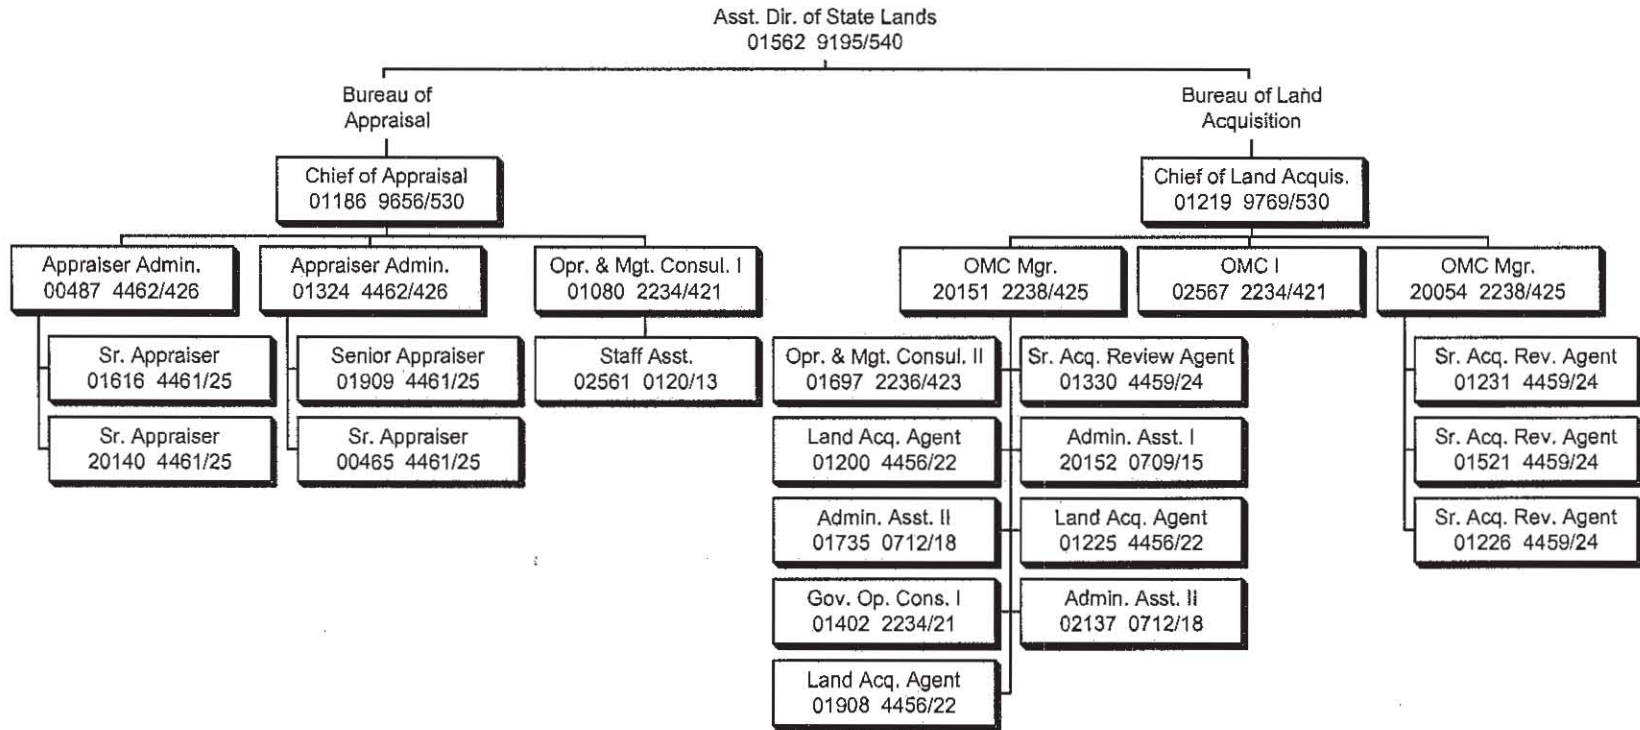 Asst. Dir. of State Lands
01562 9195/540
Bureau of
Appraisal
Bureau of Land
Acquisition
Chief of Appraisal
01186 9656/530
Chief of Land Acquis.
01219 9769/530
Appraiser Admin.
00487 4462/426
Appraiser Admin.
01324 4462/426
Opr. & Mgt. Consul. I
01080 2234/421
OMC Mgr.
20151 2238/425
OMC I
02567 2234/421
OMC Mgr.
20054 2238/425
Sr. Appraiser
01616 4461/25
Senior Appraiser
01909 4461/25
Staff Asst.
02561 0120/13
Opr. & Mgt. Consul. II
01697 2236/423
Sr. Acq. Review Agent
01330 4459/24
Sr. Acq. Rev. Agent
01231 4459/24
Sr. Appraiser
20140 4461/25
Sr. Appraiser
00465 4461/25
Land Acq. Agent
01200 4456/22
Admin. Asst. I
20152 0709/15
Sr. Acq. Rev. Agent
01521 4459/24
Admin. Asst. II
01735 0712/18
Land Acq. Agent
01225 4456/22
Sr. Acq. Rev. Agent
01226 4459/24
Gov. Op. Cons. I
01402 2234/21
Admin. Asst. II
02137 0712/18
Land Acq. Agent
01908 4456/22